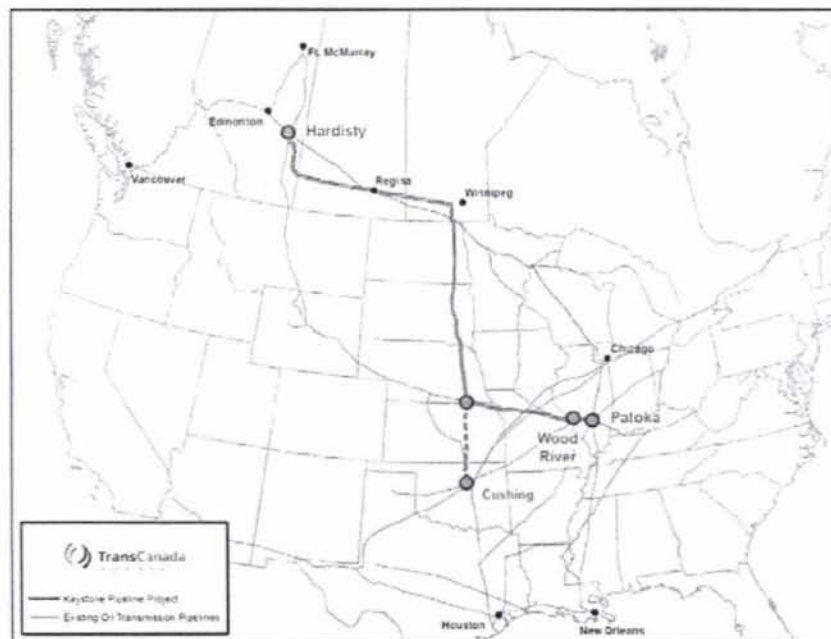 Ft. McMurray
Edmonton
Hardisty
Vancouver
Regina
Winnipeg
Chicago
Wood
River
Patoka
Cushing
TransCanada
Keystone Pipeline Project
Existing Oil Transmission Pipelines
Houston
New Orleans